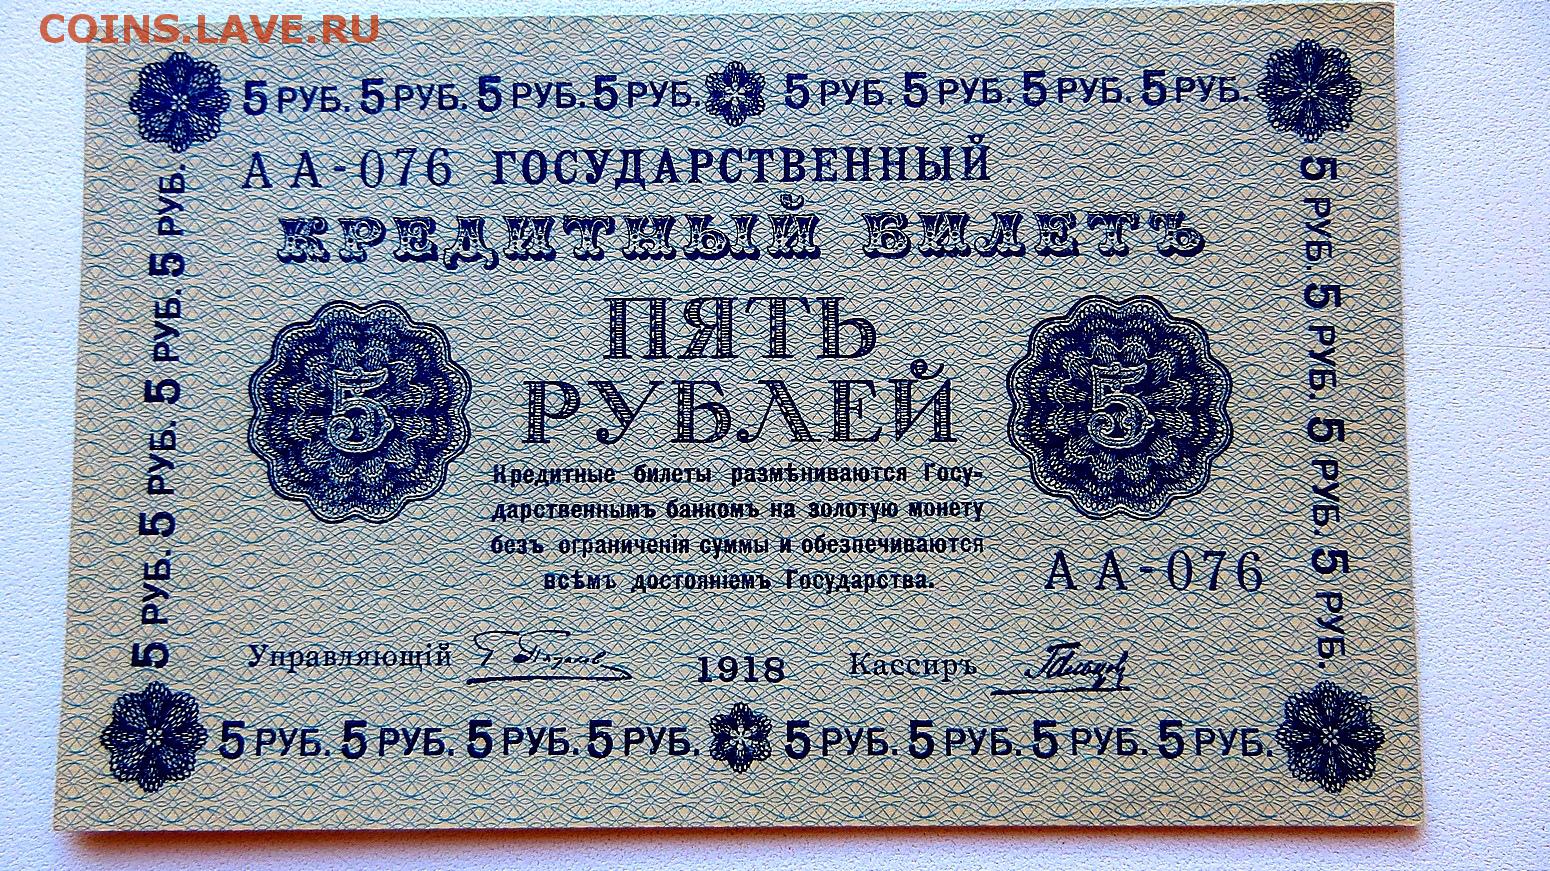 COINS.LAVE.RU
5 РУБ. 5 РУБ. 5 РУБ. 5 РУБ. 5 РУБ. 5 РУБ. 5 РУБ. 5 РУБ.
АА-076 ГОСУДАРСТВЕННЫЙ
КРЕДИТНЫЙ БИЛЕТЪ
ПЯТЬ
РУБЛЕЙ
5
5
Кредитные билеты размѣниваются Госу-
дарственнымъ банкомъ на золотую монету
безъ ограниченія суммы и обезпечиваются
всѣмъ достояніемъ Государства.
АА-076
Управляющій
1918 Кассиръ
5 РУБ. 5 РУБ. 5 РУБ. 5 РУБ.
5 РУБ. 5 РУБ. 5 РУБ. 5 РУБ.
5 РУБ. 5 РУБ. 5 РУБ. 5 РУБ. 5 РУБ. 5 РУБ. 5 РУБ. 5 РУБ.